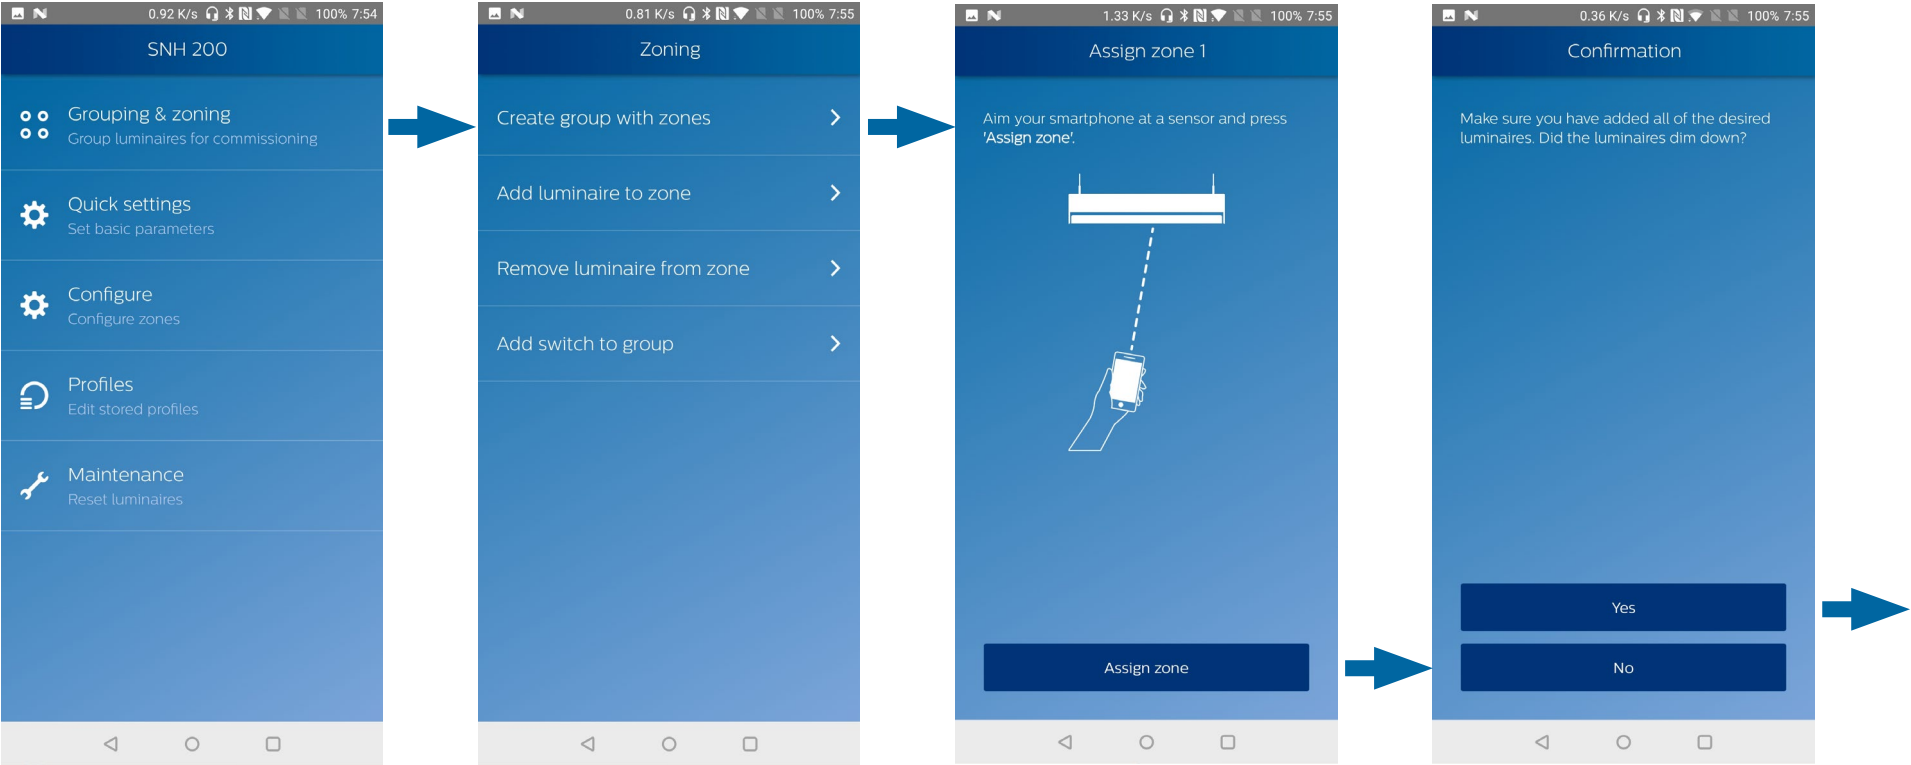 0.92 K/s 100% 7:54
SNH 200
Grouping & zoning
Group luminaires for commissioning
Quick settings
Set basic parameters
Configure
Configure zones
Profiles
Edit stored profiles
Maintenance
Reset luminaires
0.81 K/s 100% 7:55
Zoning
Create group with zones
Add luminaire to zone
Remove luminaire from zone
Add switch to group
1.33 K/s 100% 7:55
Assign zone 1
Aim your smartphone at a sensor and press
'Assign zone'.
Assign zone
0.36 K/s 100% 7:55
Confirmation
Make sure you have added all of the desired
luminaires. Did the luminaires dim down?
Yes
No